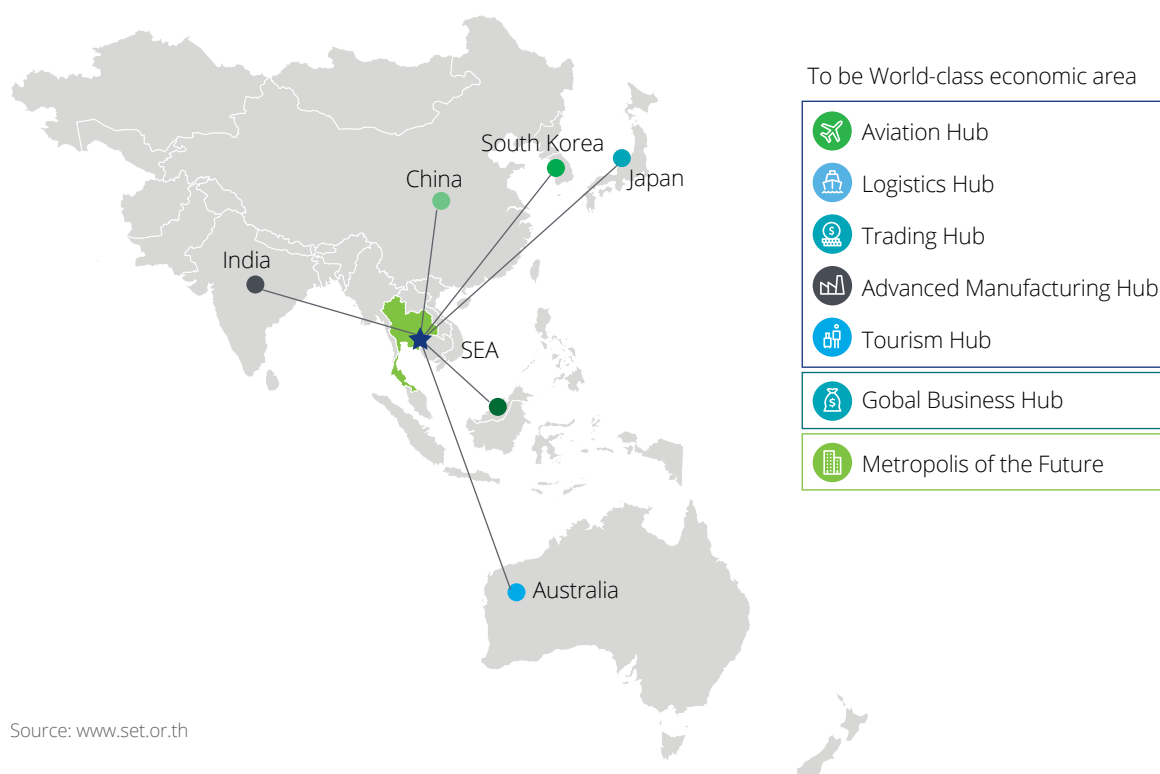 To be World-class economic area
Aviation Hub
Logistics Hub
Trading Hub
Advanced Manufacturing Hub
Tourism Hub
Gobal Business Hub
Metropolis of the Future
South Korea
Japan
China
India
SEA
Australia
Source: www.set.or.th